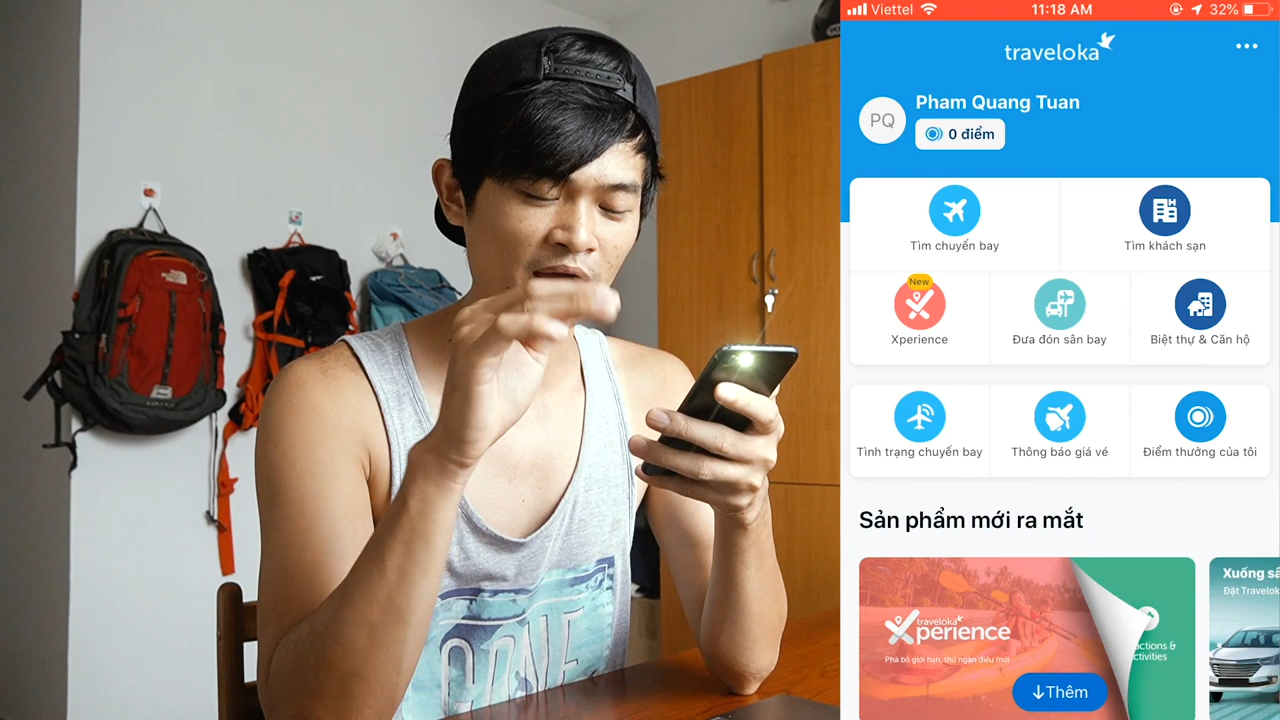 Viettel
11:18 AM
32%
traveloka
PQ
Pham Quang Tuan
0 điểm
Tìm chuyến bay
Tìm khách sạn
New
Xperience
Đưa đón sân bay
Biệt thự & Căn hộ
Tình trạng chuyến bay
Thông báo giá vé
Điểm thưởng của tôi
Sản phẩm mới ra mắt
traveloka
Xperience
Phá bỏ giới hạn, thử ngàn điều mới
ctions &
ctivities
Xuống sâ
Đặt Travelok
Thêm
GONE